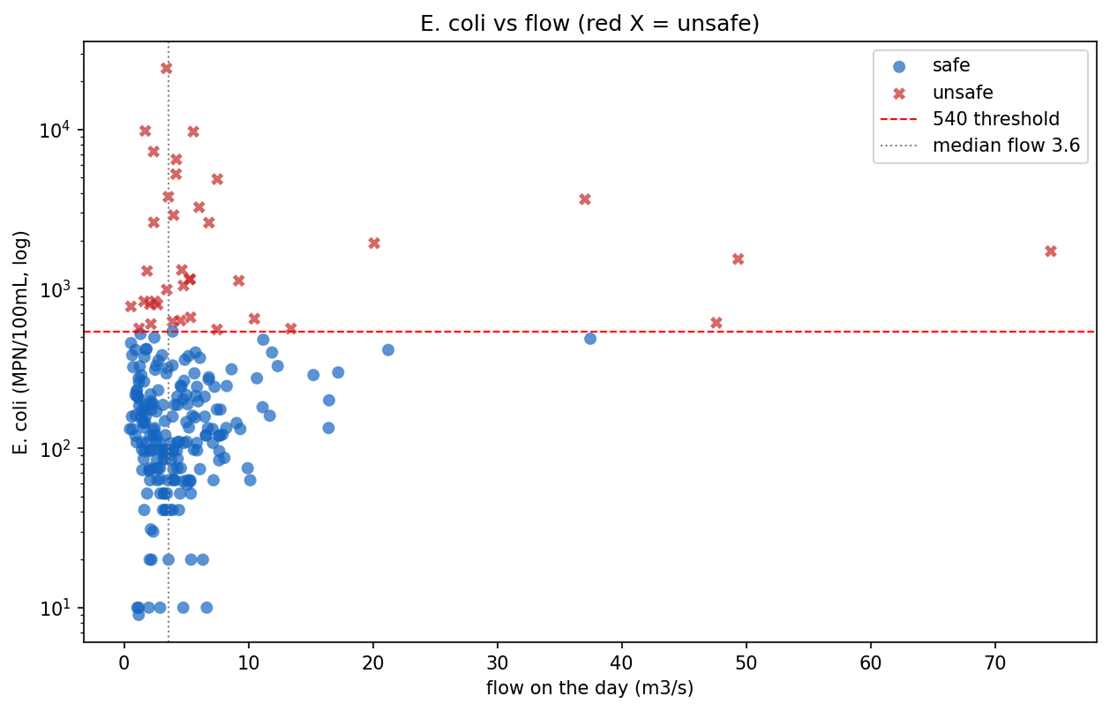 E. coli vs flow (red X = unsafe)
safe
unsafe
540 threshold
median flow 3.6
E. coli (MPN/100mL, log)
10⁴
10³
10²
10¹
0 10 20 30 40 50 60 70
flow on the day (m3/s)